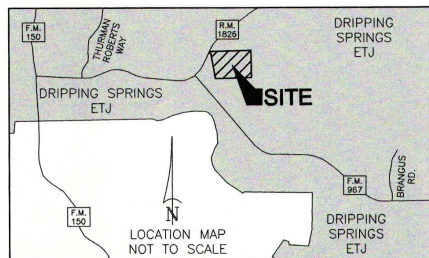 F.M.
150
THURMAN
ROBERTS
WAY
R.M.
1826
DRIPPING
SPRINGS
ETJ
DRIPPING SPRINGS
ETJ
SITE
F.M.
967
BRANGUS
RD.
F.M.
150
N
LOCATION MAP
NOT TO SCALE
DRIPPING
SPRINGS
ETJ